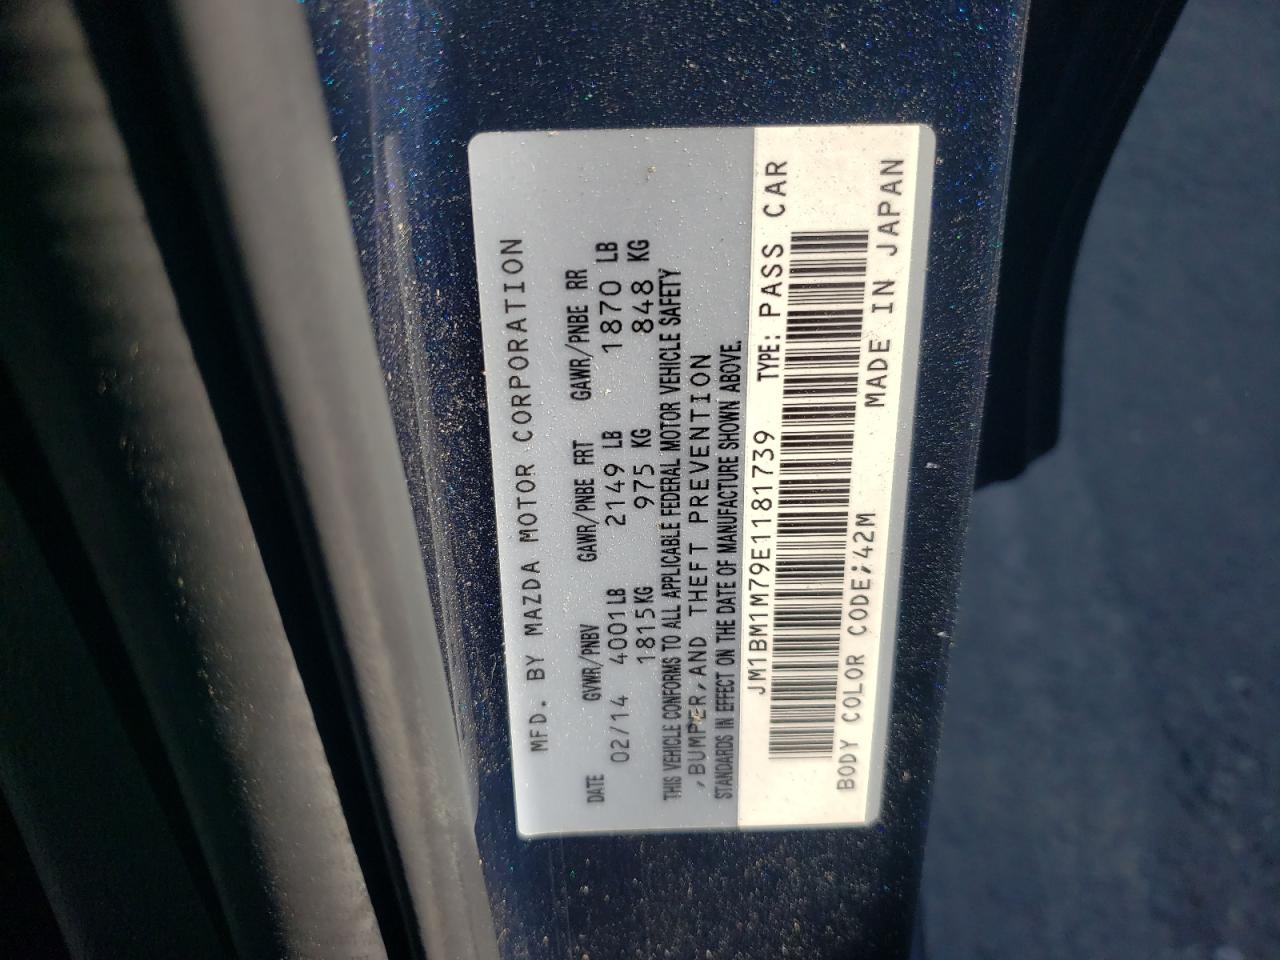 MFD. BY MAZDA MOTOR CORPORATION
DATE GVWR/PNBV GAWR/PNBE FRT GAWR/PNBE RR
02/14 4001LB 2149 LB 1870 LB
1815KG 975 KG 848 KG
THIS VEHICLE CONFORMS TO ALL APPLICABLE FEDERAL MOTOR VEHICLE SAFETY
,BUMPER,AND THEFT PREVENTION
STANDARDS IN EFFECT ON THE DATE OF MANUFACTURE SHOWN ABOVE.
JM1BM1M79E1181739 TYPE: PASS CAR
BODY COLOR CODE;42M MADE IN JAPAN